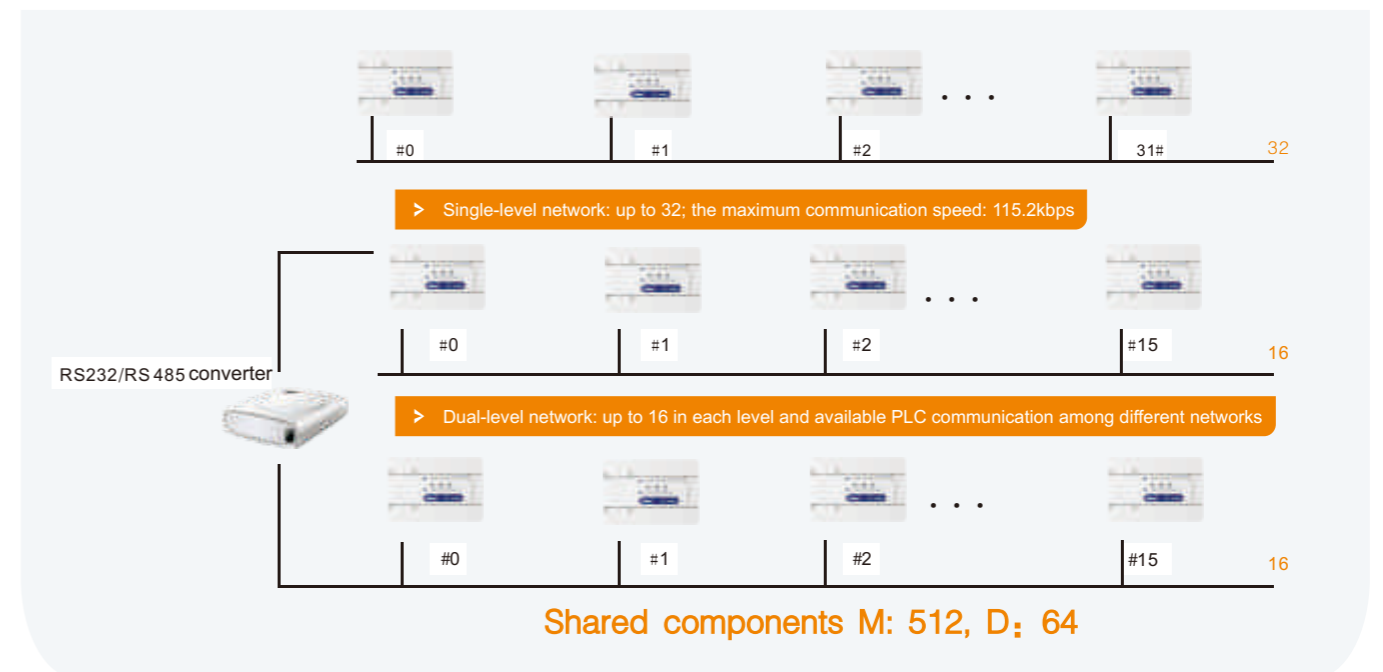 #0 #1 #2 31# 32
> Single-level network: up to 32; the maximum communication speed: 115.2kbps
#0 #1 #2 #15 16
RS232/RS 485 converter
> Dual-level network: up to 16 in each level and available PLC communication among different networks
#0 #1 #2 #15 16
Shared components M: 512, D：64